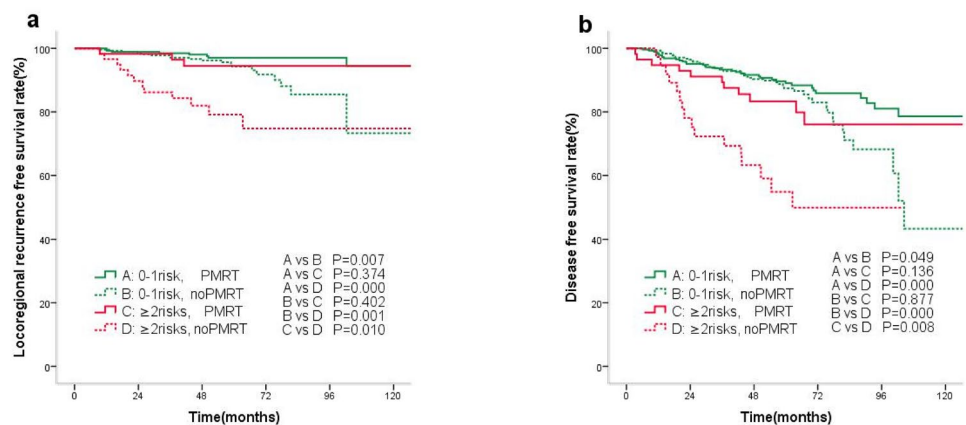 a
Locoregional recurrence free survival rate(%)
100
80
60
40
20
0
A: 0-1risk, PMRT
B: 0-1risk, noPMRT
C: ≥2risks, PMRT
D: ≥2risks, noPMRT
A vs B P=0.007
A vs C P=0.374
A vs D P=0.000
B vs C P=0.402
B vs D P=0.001
C vs D P=0.010
0 24 48 72 96 120
Time(months)
b
Disease free survival rate(%)
100
80
60
40
20
0
A: 0-1risk, PMRT
B: 0-1risk, noPMRT
C: ≥2risks, PMRT
D: ≥2risks, noPMRT
A vs B P=0.049
A vs C P=0.136
A vs D P=0.000
B vs C P=0.877
B vs D P=0.000
C vs D P=0.008
0 24 48 72 96 120
Time(months)